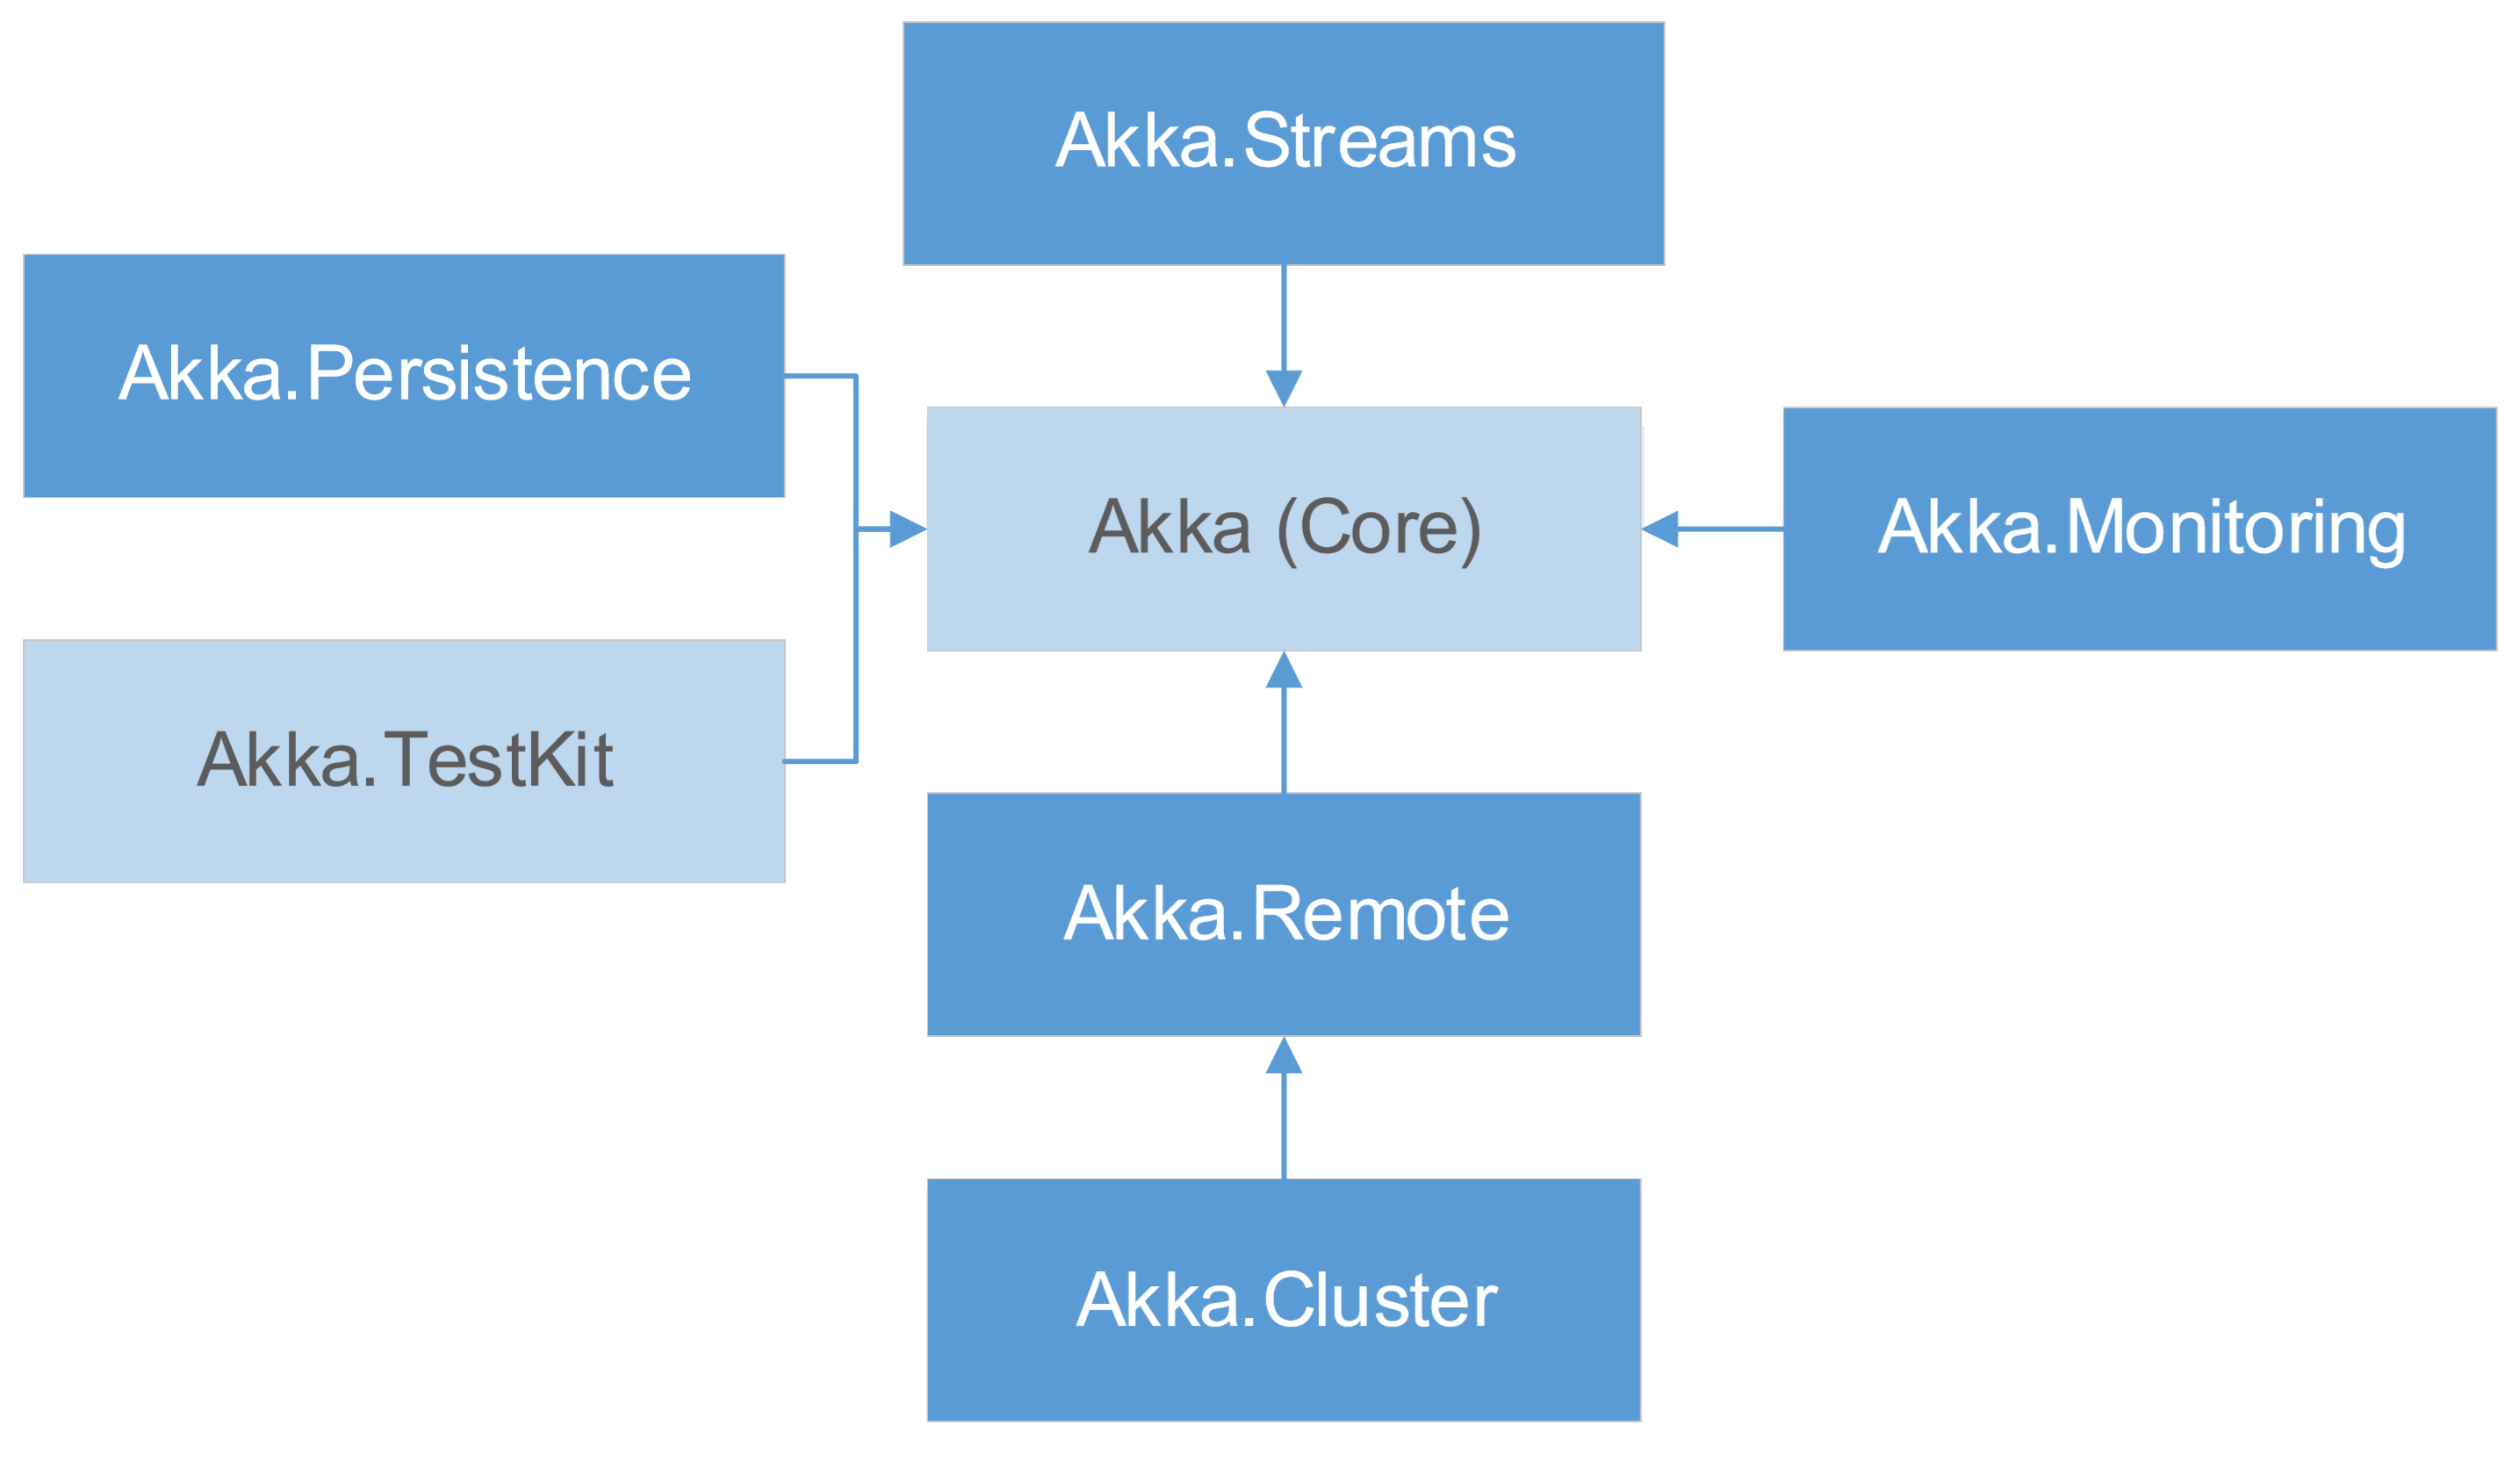 Akka.Streams
Akka.Persistence
Akka (Core)
Akka.Monitoring
Akka.TestKit
Akka.Remote
Akka.Cluster